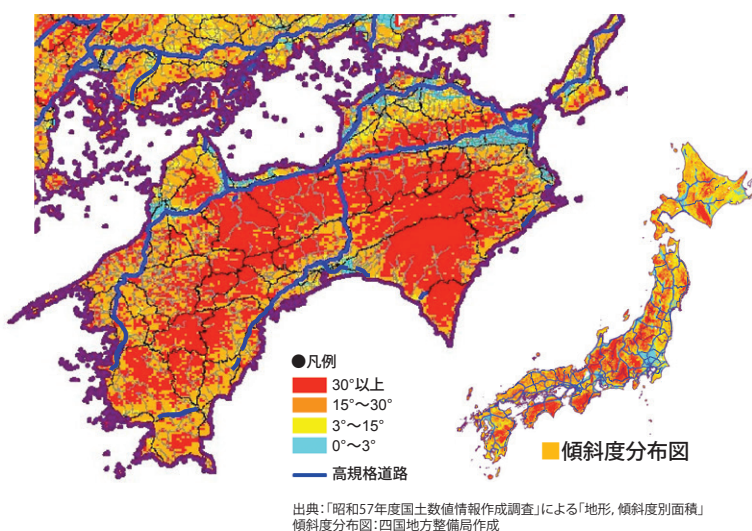 ●凡例
30°以上
15°～30°
3°～15°
0°～3°
高規格道路
■傾斜度分布図
出典：「昭和57年度国土数値情報作成調査」による「地形, 傾斜度別面積」
傾斜度分布図：四国地方整備局作成